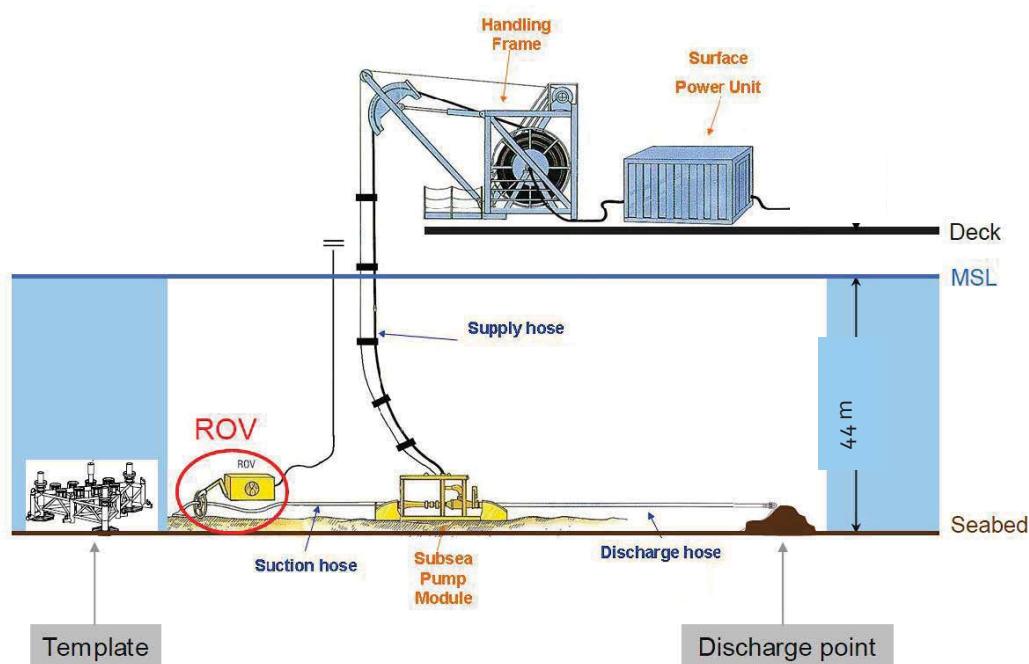 Handling
Frame
Surface
Power Unit
Deck
MSL
Supply hose
44 m
ROV
ROV
Seabed
Suction hose
Subsea
Pump
Module
Discharge hose
Template
Discharge point